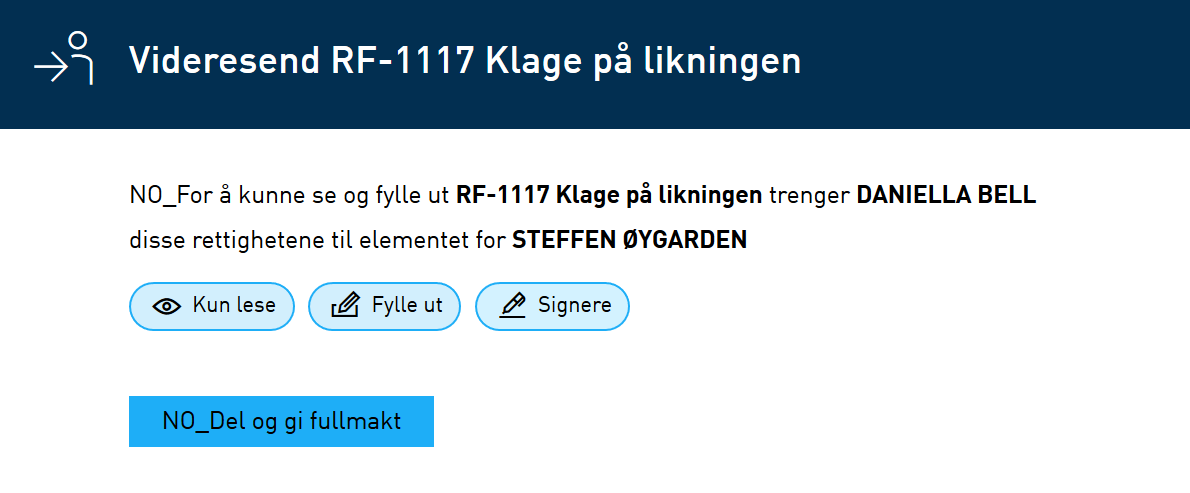 Videresend RF-1117 Klage på likningen
NO_For å kunne se og fylle ut RF-1117 Klage på likningen trenger DANIELLA BELL
disse rettighetene til elementet for STEFFEN ØYGARDEN
Kun lese Fylle ut Signere
NO_Del og gi fullmakt